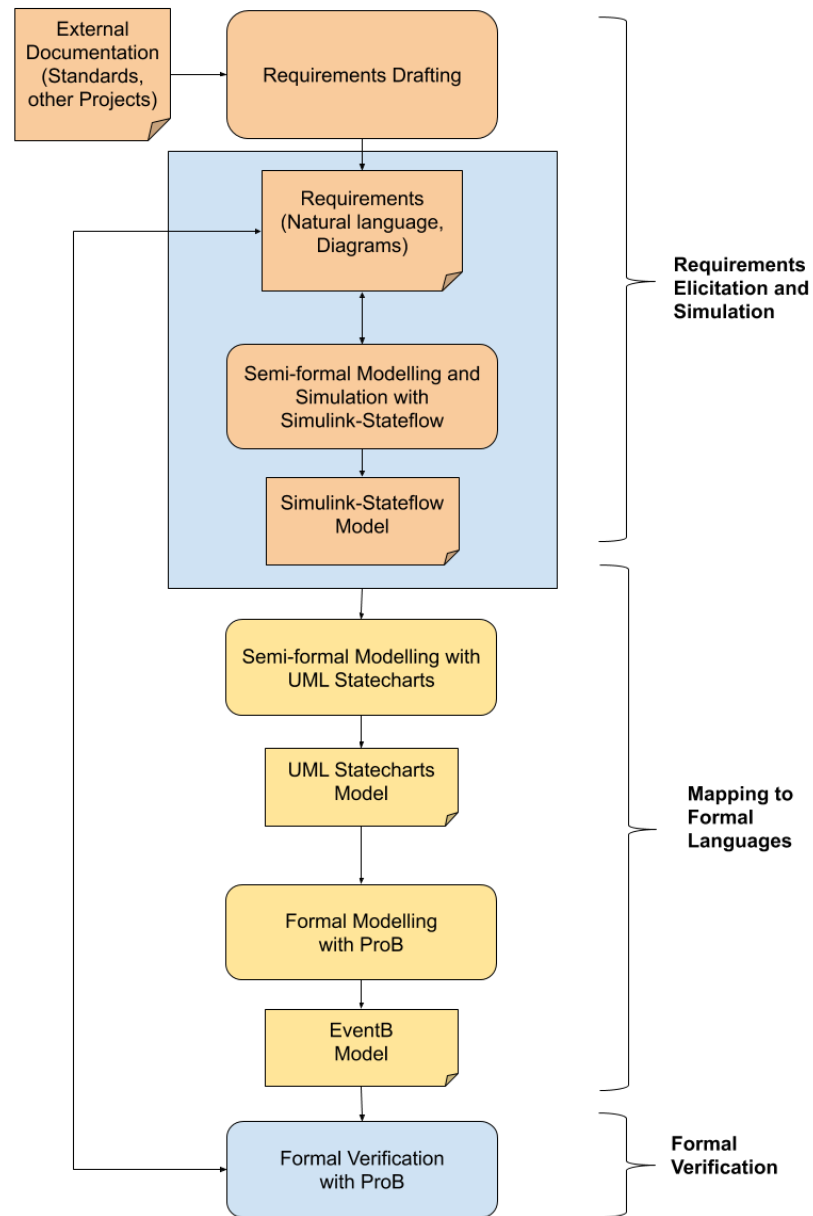 External
Documentation
(Standards,
other Projects)
Requirements Drafting
Requirements
(Natural language,
Diagrams)
Requirements
Elicitation and
Simulation
Semi-formal Modelling and
Simulation with
Simulink-Stateflow
Simulink-Stateflow
Model
Semi-formal Modelling with
UML Statecharts
UML Statecharts
Model
Mapping to
Formal
Languages
Formal Modelling
with ProB
EventB
Model
Formal Verification
with ProB
Formal
Verification